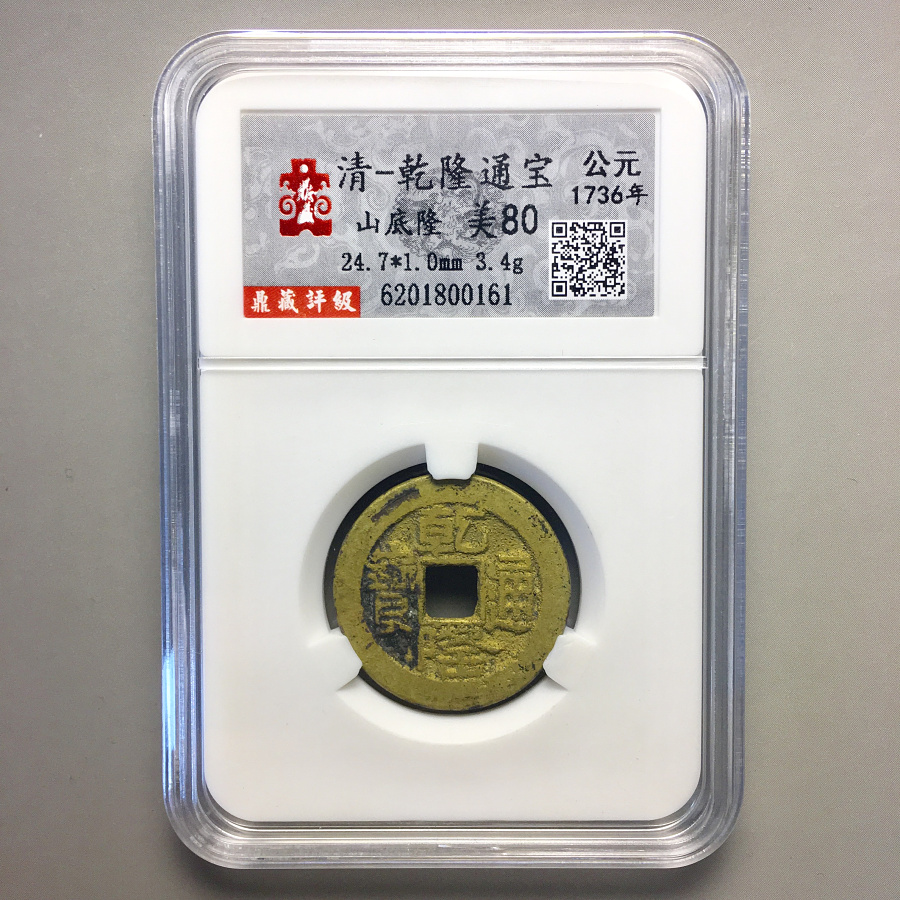 清-乾隆通宝
公元
1736年
山底隆 美80
24.7*1.0mm 3.4g
鼎藏評級
6201800161
乾
隆
通
寶